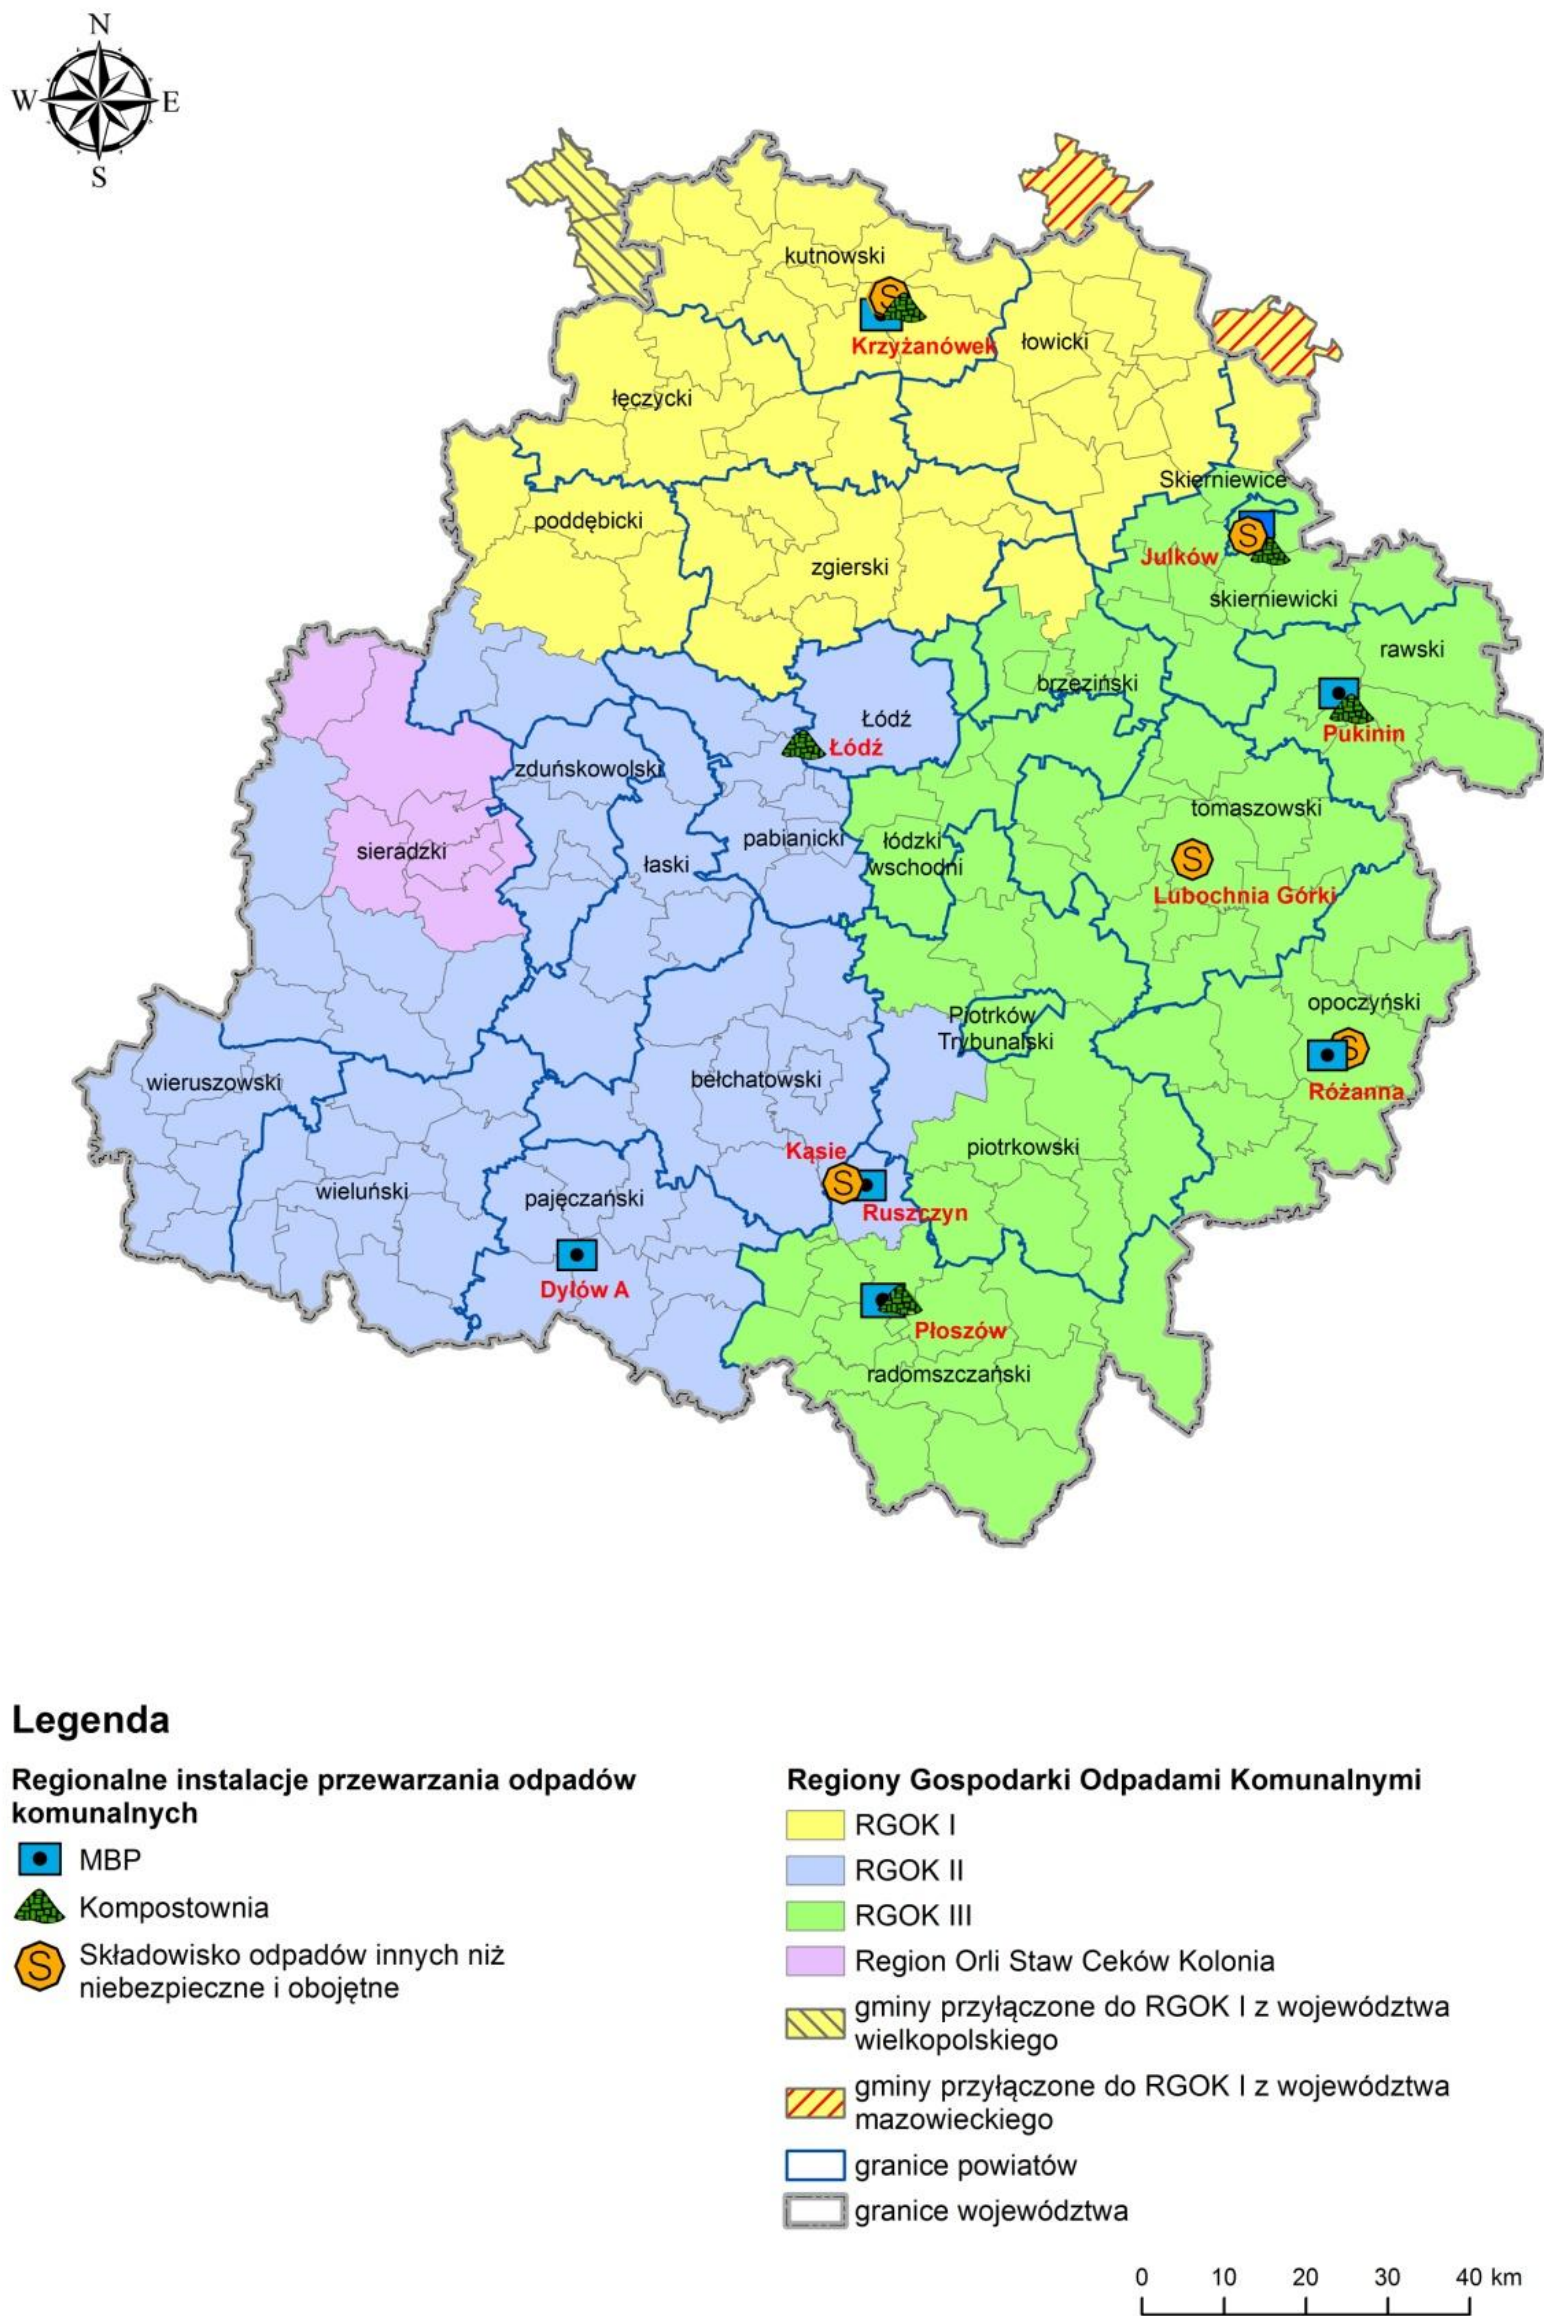 N
W E
S
kutnowski
S
Krzyżanówek
łowicki
łęczycki
Skierniewice
poddębicki
S
zgierski
Julków
skierniewicki
rawski
brzeziński
Łódź
Pukinin
Łódź
zduńskowolski
tomaszowski
pabianicki
łódzki
wschodni
sieradzki
łaski
S
Lubochnia Górki
opoczyński
Piotrków
Trybunalski
S
wieruszowski
bełchatowski
Różanna
Kąsie
piotrkowski
S
wieluński
pajęczański
Ruszczyn
Dylów A
Płoszów
radomszczański
Legenda
Regionalne instalacje przewarzania odpadów
komunalnych
MBP
Kompostownia
S
Składowisko odpadów innych niż
niebezpieczne i obojętne
Regiony Gospodarki Odpadami Komunalnymi
RGOK I
RGOK II
RGOK III
Region Orli Staw Ceków Kolonia
gminy przyłączone do RGOK I z województwa
wielkopolskiego
gminy przyłączone do RGOK I z województwa
mazowieckiego
granice powiatów
granice województwa
0 10 20 30 40 km